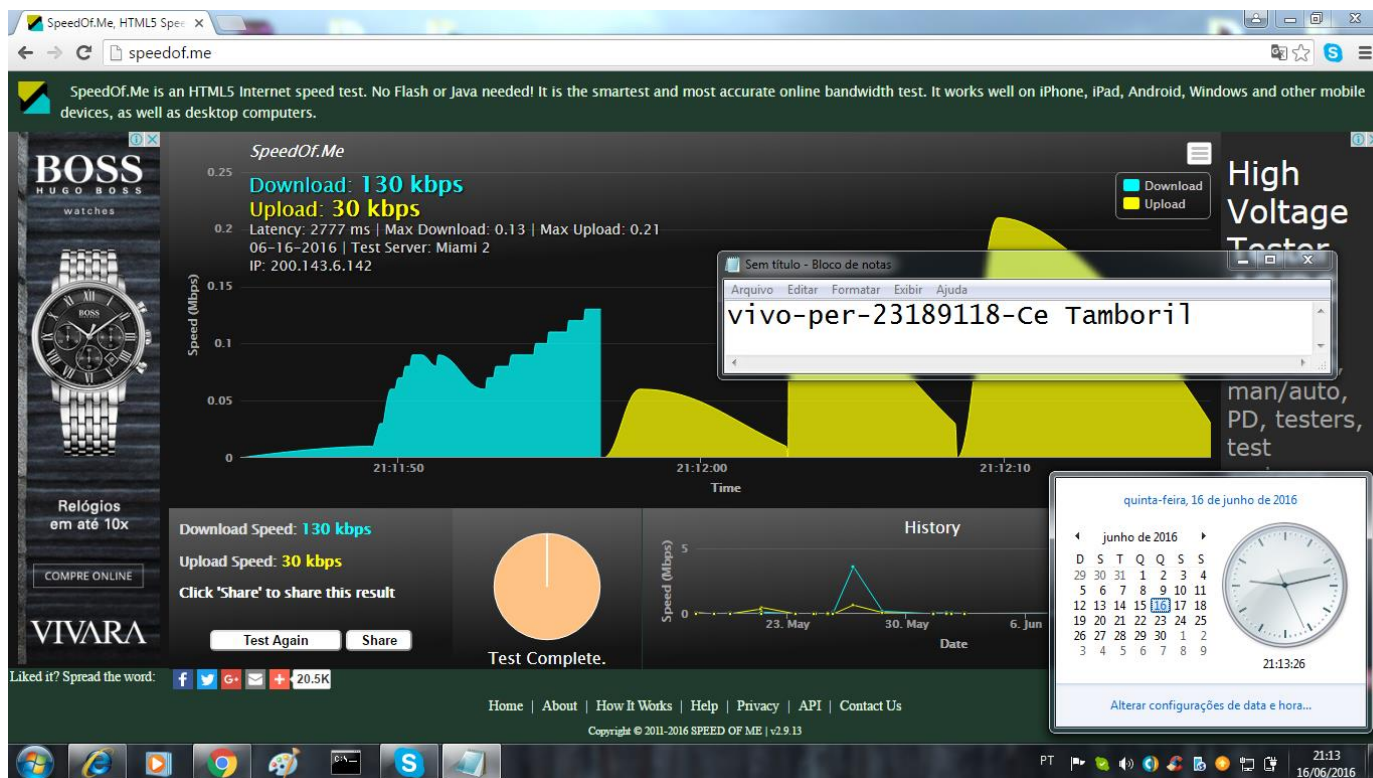 SpeedOf.Me, HTML5 Spee
speedof.me
SpeedOf.Me is an HTML5 Internet speed test. No Flash or Java needed! It is the smartest and most accurate online bandwidth test. It works well on iPhone, iPad, Android, Windows and other mobile
devices, as well as desktop computers.
BOSS
HUGO BOSS
watches
Relógios
em até 10x
COMPRE ONLINE
VIVARA
SpeedOf.Me
Download: 130 kbps
Upload: 30 kbps
Latency: 2777 ms | Max Download: 0.13 | Max Upload: 0.21
06-16-2016 | Test Server: Miami 2
IP: 200.143.6.142
Download
Upload
Speed (Mbps)
0.25
0.2
0.15
0.1
0.05
0
21:11:50
21:12:00
21:12:10
Time
High
Voltage
Tester
man/auto,
PD, testers,
test
Sem título - Bloco de notas
Arquivo Editar Formatar Exibir Ajuda
vivo-per-23189118-Ce Tamboril
Download Speed: 130 kbps
Upload Speed: 30 kbps
Click 'Share' to share this result
Test Again
Share
Test Complete.
History
Speed (Mbps)
5
0
23. May
30. May
6. Jun
Date
quinta-feira, 16 de junho de 2016
junho de 2016
D S T Q Q S S
29 30 31 1 2 3 4
5 6 7 8 9 10 11
12 13 14 15 16 17 18
19 20 21 22 23 24 25
26 27 28 29 30 1 2
3 4 5 6 7 8 9
21:13:26
Alterar configurações de data e hora...
Liked it? Spread the word:
20.5K
Home | About | How It Works | Help | Privacy | API | Contact Us
Copyright © 2011-2016 SPEED OF ME | v2.9.13
PT
21:13
16/06/2016